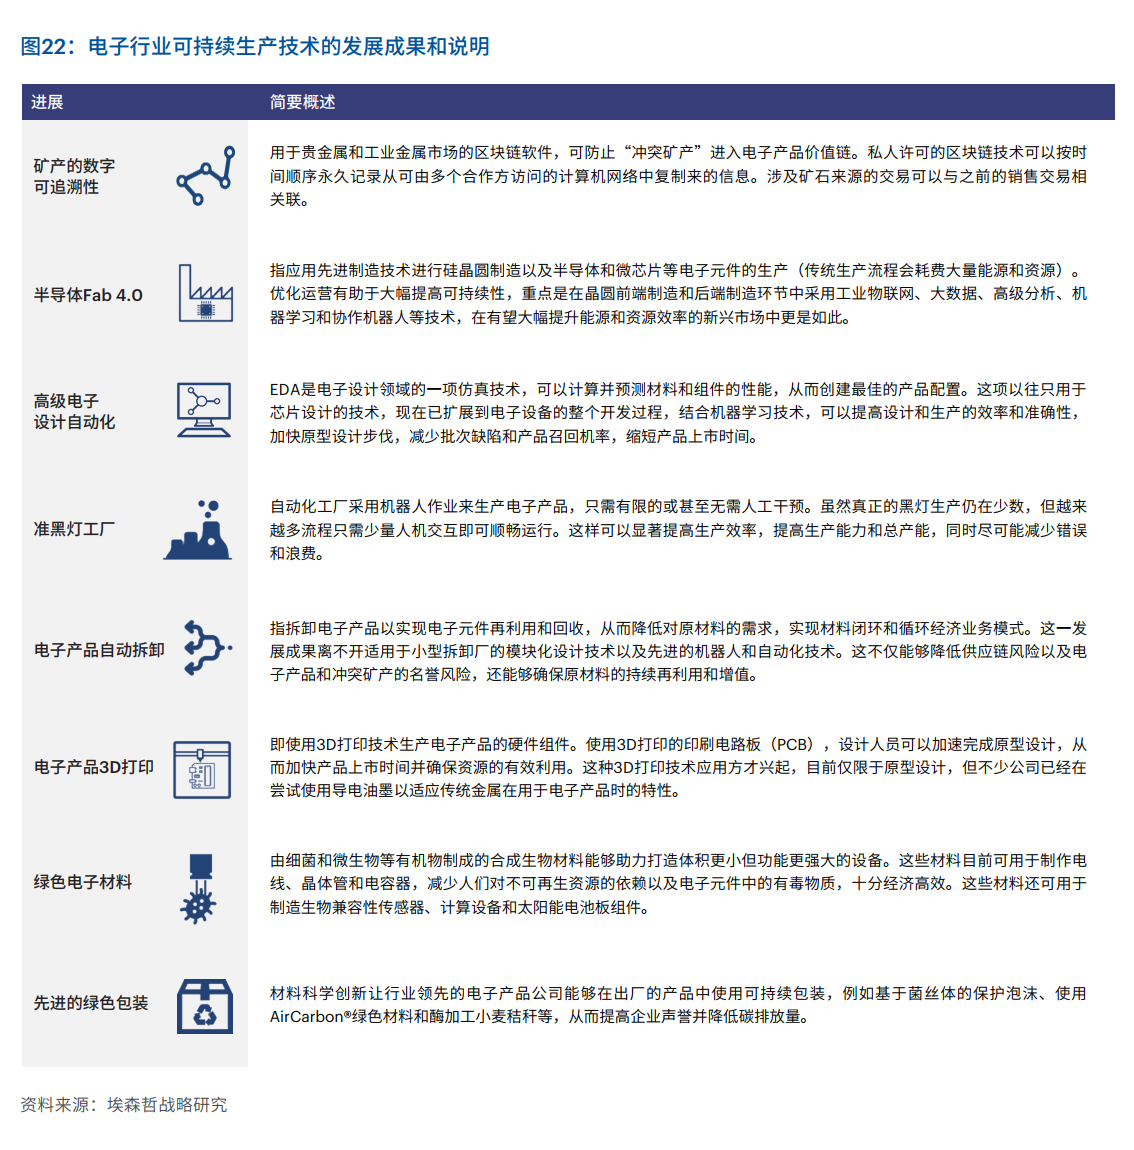 图22：电子行业可持续生产技术的发展成果和说明
进展
简要概述
矿产的数字
可追溯性
用于贵金属和工业金属市场的区块链软件，可防止“冲突矿产”进入电子产品价值链。私人许可的区块链技术可以按时
间顺序永久记录从可由多个合作方访问的计算机网络中复制来的信息。涉及矿石来源的交易可以与之前的销售交易相
关联。
半导体Fab 4.0
指应用先进制造技术进行硅晶圆制造以及半导体和微芯片等电子元件的生产（传统生产流程会耗费大量能源和资源）。
优化运营有助于大幅提高可持续性，重点是在晶圆前端制造和后端制造环节中采用工业物联网、大数据、高级分析、机
器学习和协作机器人等技术，在有望大幅提升能源和资源效率的新兴市场中更是如此。
高级电子
设计自动化
EDA是电子设计领域的一项仿真技术，可以计算并预测材料和组件的性能，从而创建最佳的产品配置。这项以往只用于
芯片设计的技术，现在已扩展到电子设备的整个开发过程，结合机器学习技术，可以提高设计和生产的效率和准确性，
加快原型设计步伐，减少批次缺陷和产品召回机率，缩短产品上市时间。
准黑灯工厂
自动化工厂采用机器人作业来生产电子产品，只需有限的或甚至无需人工干预。虽然真正的黑灯生产仍在少数，但越来
越多流程只需少量人机交互即可顺畅运行。这样可以显著提高生产效率，提高生产能力和总产能，同时尽可能减少错误
和浪费。
电子产品自动拆卸
指拆卸电子产品以实现电子元件再利用和回收，从而降低对原材料的需求，实现材料闭环和循环经济业务模式。这一发
展成果离不开适用于小型拆卸厂的模块化设计技术以及先进的机器人和自动化技术。这不仅能够降低供应链风险以及电
子产品和冲突矿产的名誉风险，还能够确保原材料的持续再利用和增值。
电子产品3D打印
即使用3D打印技术生产电子产品的硬件组件。使用3D打印的印刷电路板（PCB），设计人员可以加速完成原型设计，从
而加快产品上市时间并确保资源的有效利用。这种3D打印技术应用方才兴起，目前仅限于原型设计，但不少公司已经在
尝试使用导电油墨以适应传统金属在用于电子产品时的特性。
绿色电子材料
由细菌和微生物等有机物制成的合成生物材料能够助力打造体积更小但功能更强大的设备。这些材料目前可用于制作电
线、晶体管和电容器，减少人们对不可再生资源的依赖以及电子元件中的有毒物质，十分经济高效。这些材料还可用于
制造生物兼容性传感器、计算设备和太阳能电池板组件。
先进的绿色包装
材料科学创新让行业领先的电子产品公司能够在出厂的产品中使用可持续包装，例如基于菌丝体的保护泡沫、使用
AirCarbon®绿色材料和酶加工小麦秸秆等，从而提高企业声誉并降低碳排放量。
资料来源：埃森哲战略研究